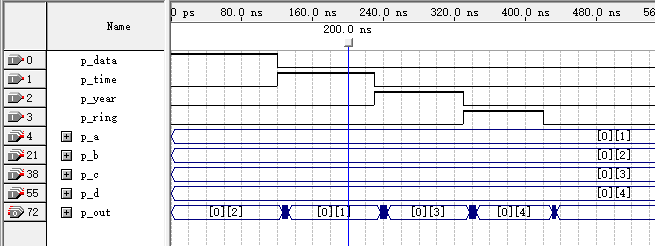 0 ps 80.0 ns 160.0 ns 240.0 ns 320.0 ns 400.0 ns 480.0 ns 56
Name
200.0 ns
0 p_data
1 p_time
2 p_year
3 p_ring
4 p_a [0][1]
21 p_b [0][2]
38 p_c [0][3]
55 p_d [0][4]
72 p_out [0][2] [0][1] [0][3] [0][4]